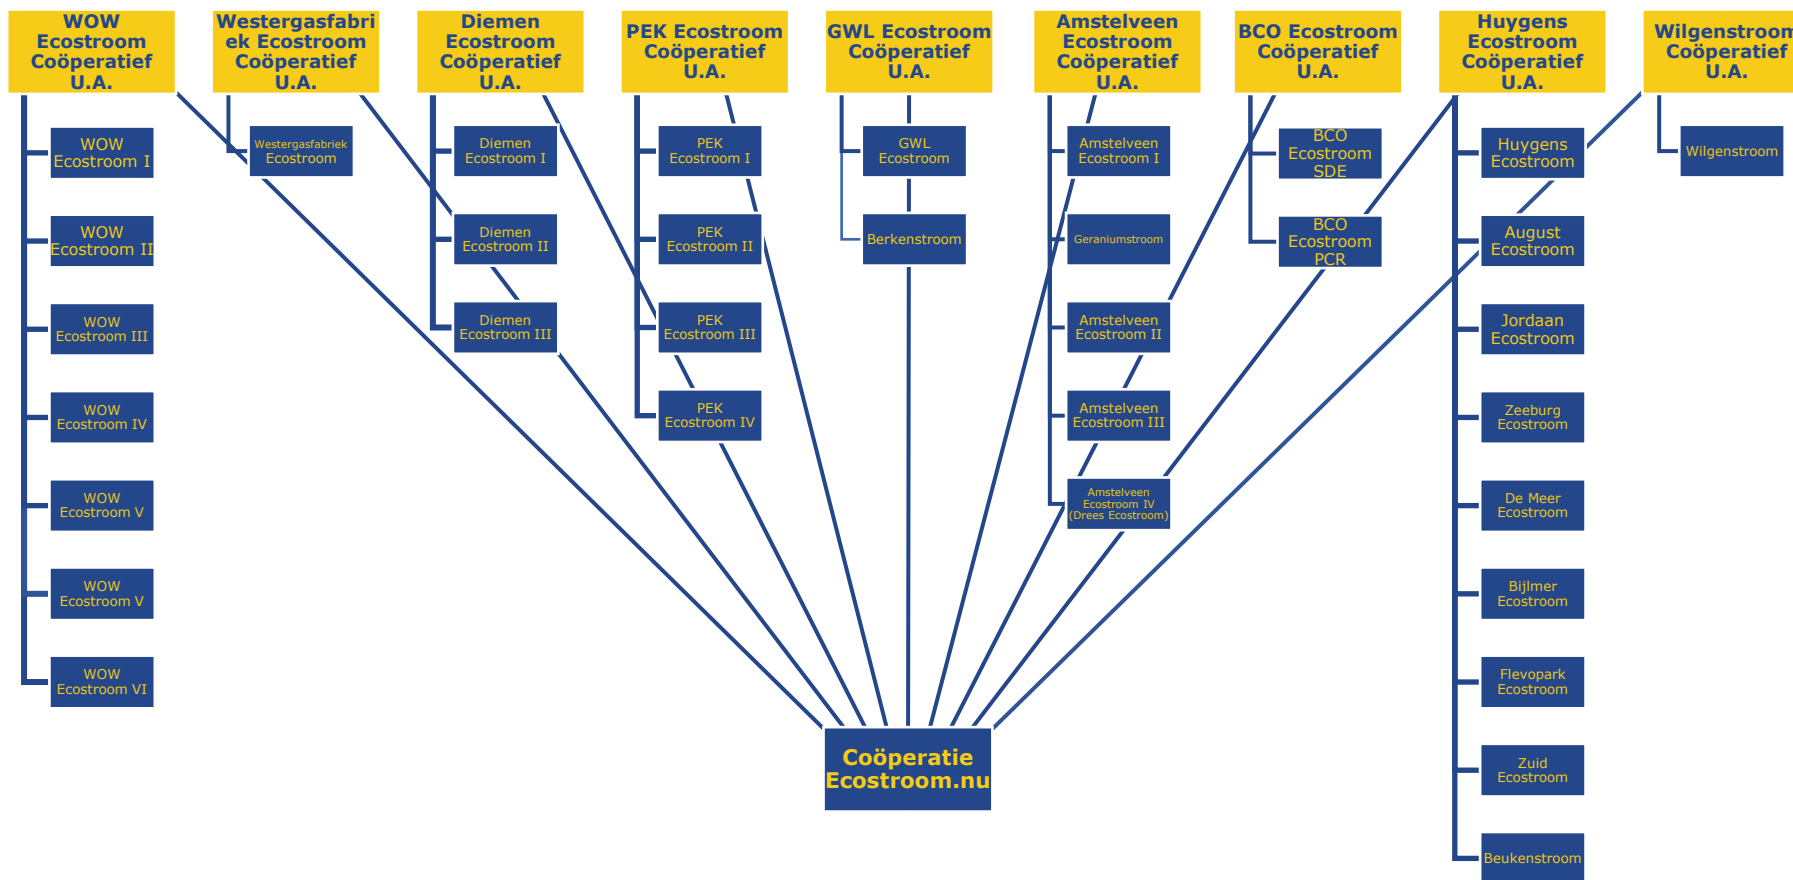 WOW
Ecostroom
Coöperatief
U.A.
Westergasfabri
ek Ecostroom
Coöperatief
U.A.
Diemen
Ecostroom
Coöperatief
U.A.
PEK Ecostroom
Coöperatief
U.A.
GWL Ecostroom
Coöperatief
U.A.
Amstelveen
Ecostroom
Coöperatief
U.A.
BCO Ecostroom
Coöperatief
U.A.
Huygens
Ecostroom
Coöperatief
U.A.
Wilgenstroom
Coöperatief
U.A.
WOW
Ecostroom I
WOW
Ecostroom II
WOW
Ecostroom III
WOW
Ecostroom IV
WOW
Ecostroom V
WOW
Ecostroom V
WOW
Ecostroom VI
Westergasfabriek
Ecostroom
Diemen
Ecostroom I
Diemen
Ecostroom II
Diemen
Ecostroom III
PEK
Ecostroom I
PEK
Ecostroom II
PEK
Ecostroom III
PEK
Ecostroom IV
GWL
Ecostroom
Berkenstroom
Amstelveen
Ecostroom I
Geraniumstroom
Amstelveen
Ecostroom II
Amstelveen
Ecostroom III
Amstelveen
Ecostroom IV
(Drees Ecostroom)
BCO
Ecostroom
SDE
BCO
Ecostroom
PCR
Huygens
Ecostroom
August
Ecostroom
Jordaan
Ecostroom
Zeeburg
Ecostroom
De Meer
Ecostroom
Bijlmer
Ecostroom
Flevopark
Ecostroom
Zuid
Ecostroom
Beukenstroom
Wilgenstroom
Coöperatie
Ecostroom.nu